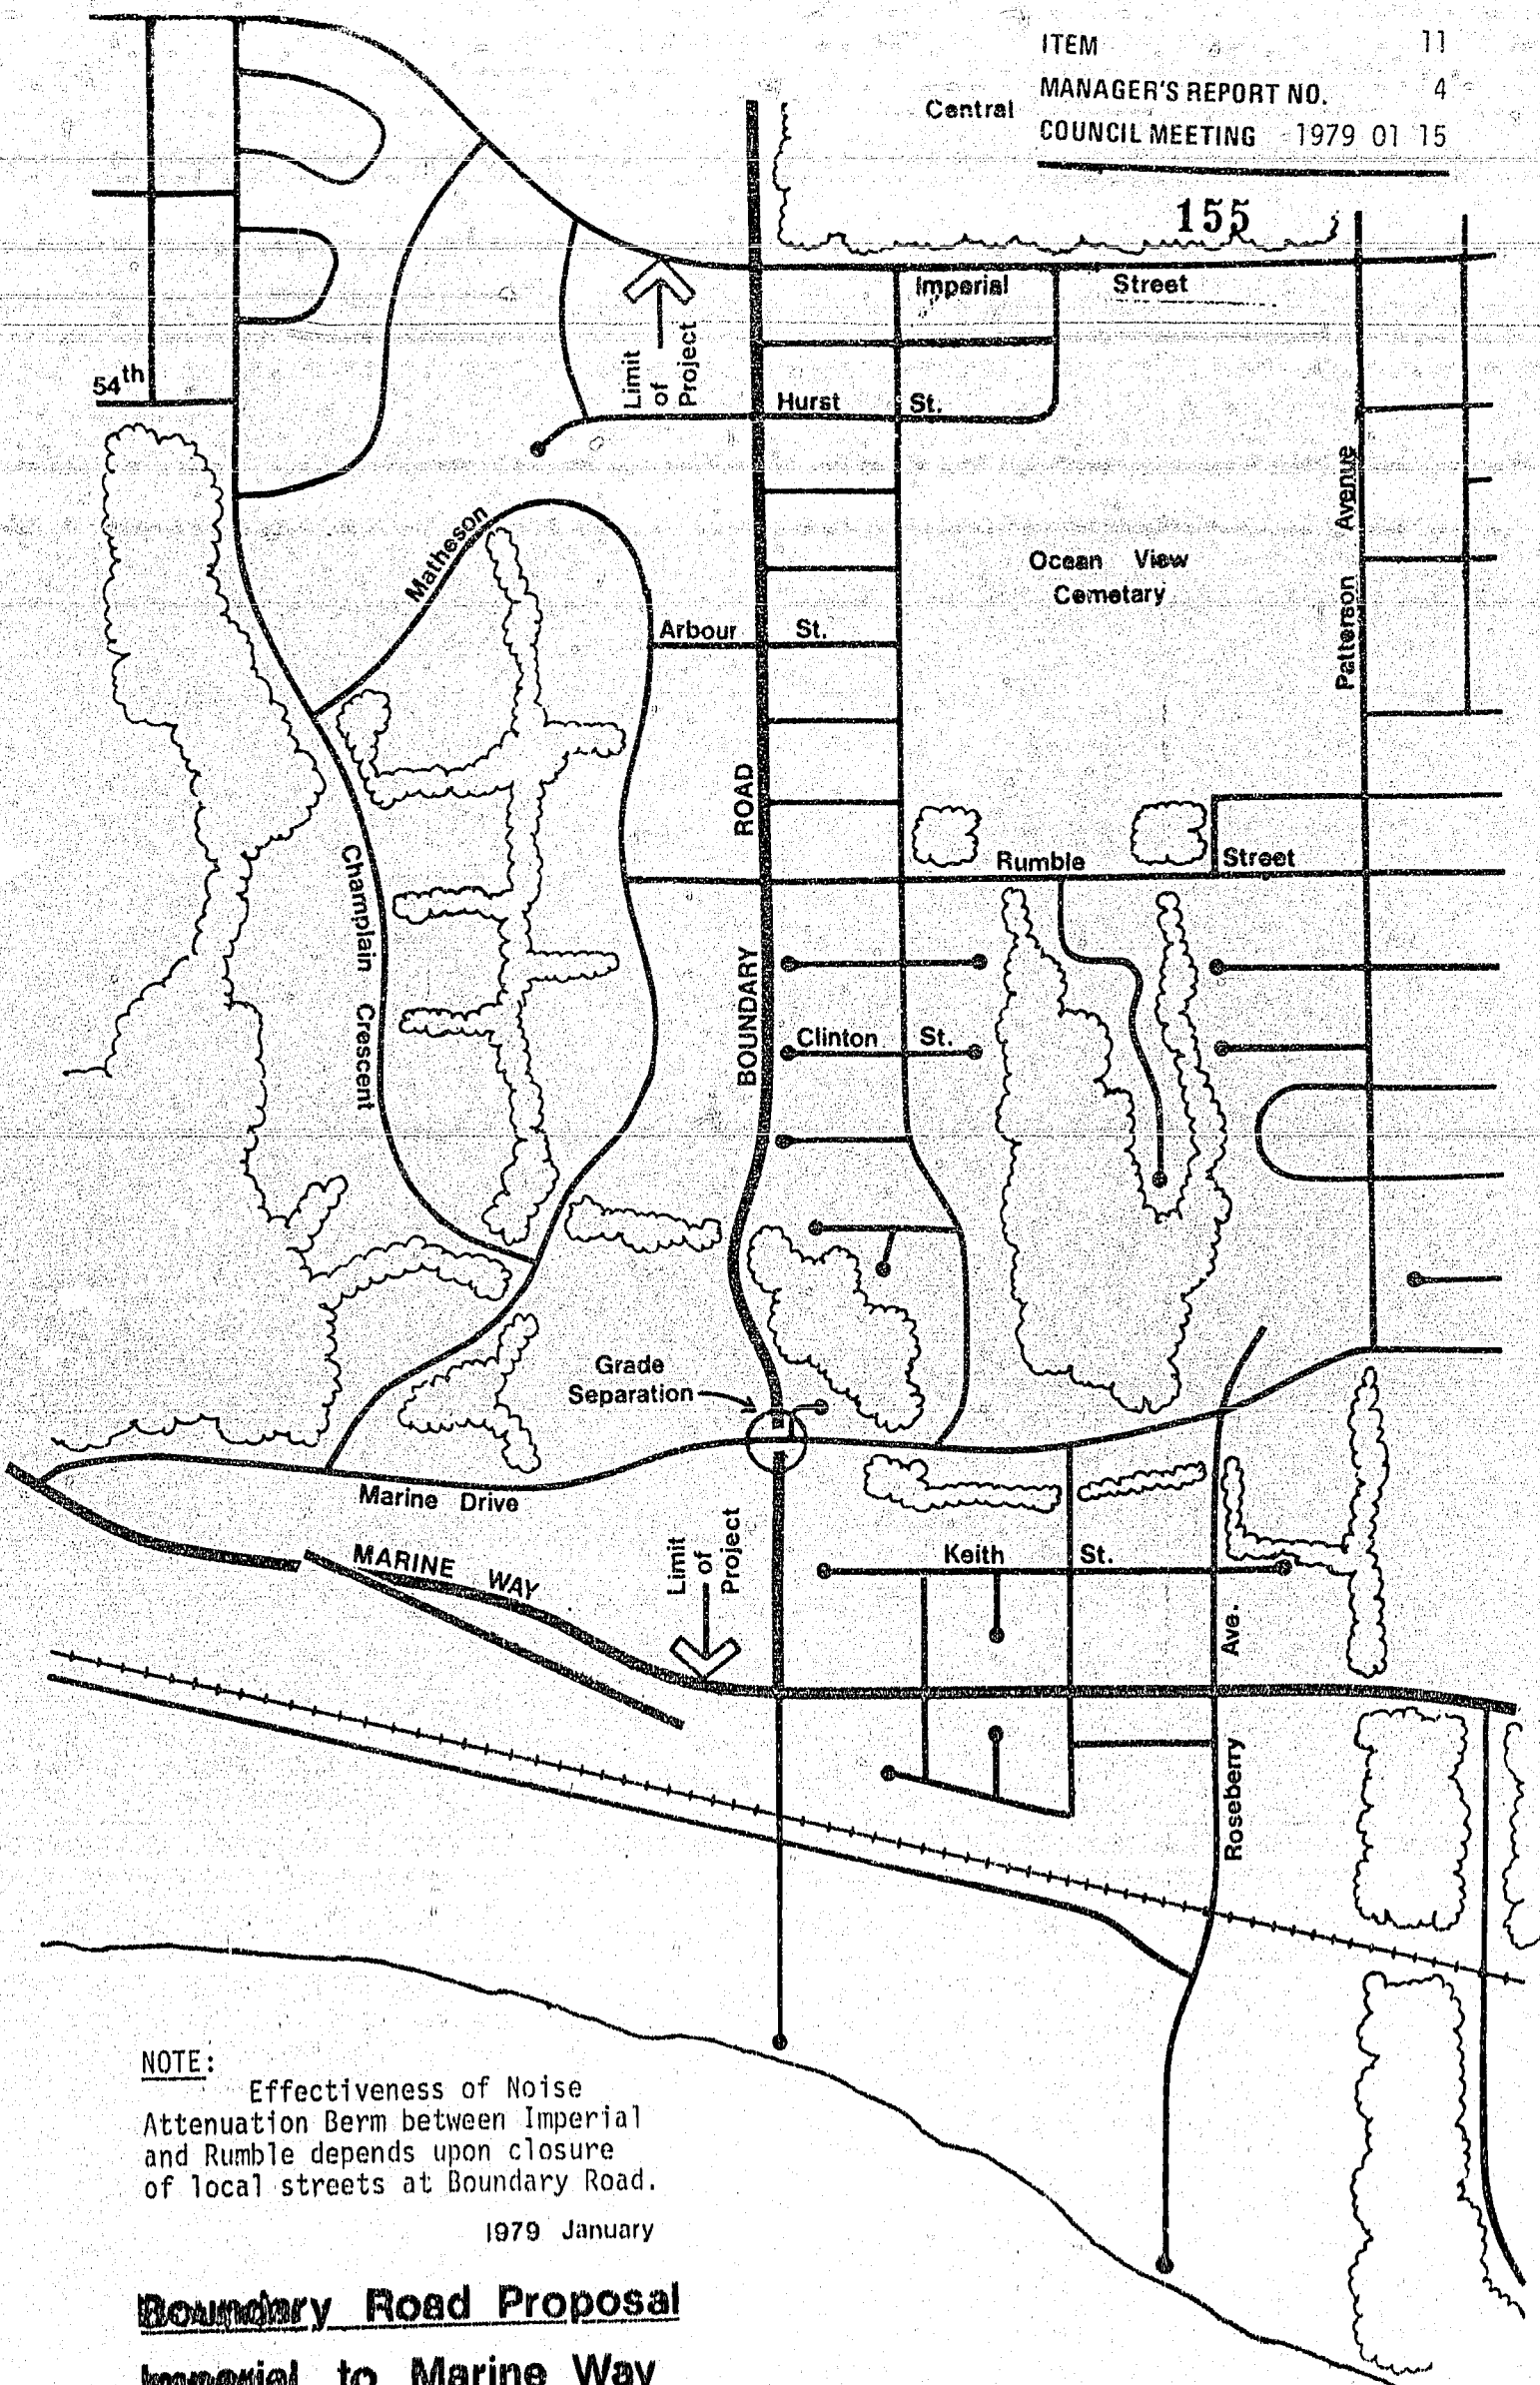 ITEM 11
MANAGER'S REPORT NO. 4
COUNCIL MEETING 1979 01 15
155
Central
Imperial Street
Limit
of
Project
54th
Hurst St.
Matheson
Patterson Avenue
Ocean View
Cemetary
Arbour St.
BOUNDARY ROAD
Rumble Street
Champlain Crescent
Clinton St.
Grade
Separation
Marine Drive
MARINE WAY
Limit
of
Project
Keith St.
Roseberry Ave.
NOTE:
Effectiveness of Noise
Attenuation Berm between Imperial
and Rumble depends upon closure
of local streets at Boundary Road.
1979 January
Boundary Road Proposal
Imperial to Marine Way